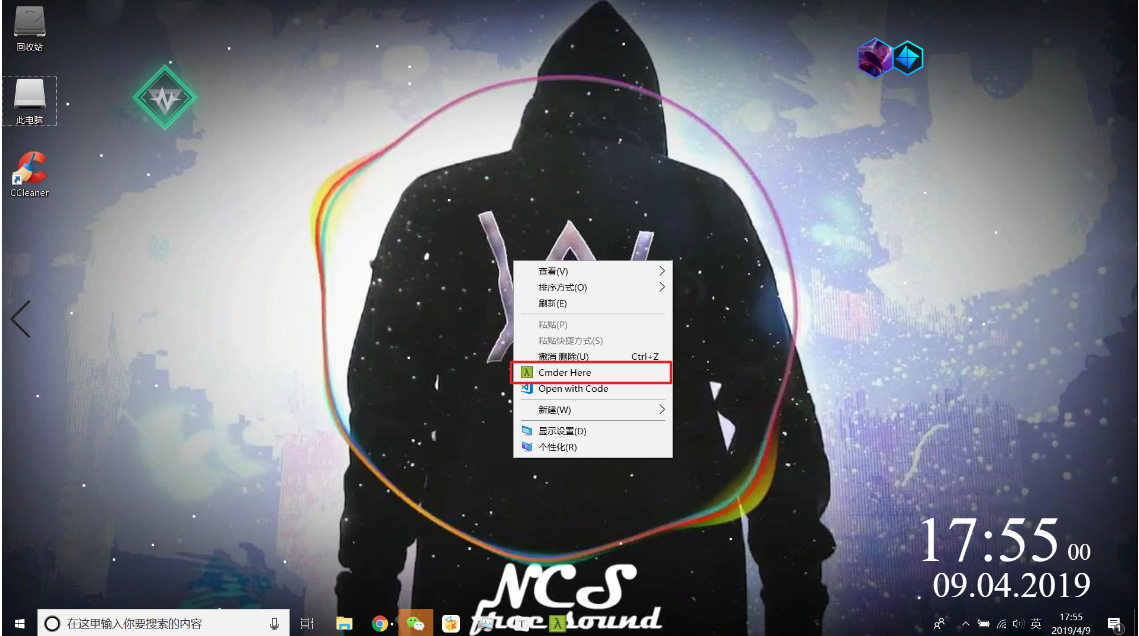 回收站
此电脑
CCleaner
查看(V)
排序方式(O)
刷新(E)
粘贴(P)
粘贴快捷方式(S)
撤消 删除(U) Ctrl+Z
Cmder Here
Open with Code
新建(W)
显示设置(D)
个性化(R)
17:55 00
09.04.2019
NCS
free sound
在这里输入你要搜索的内容
英
17:55
2019/4/9
1